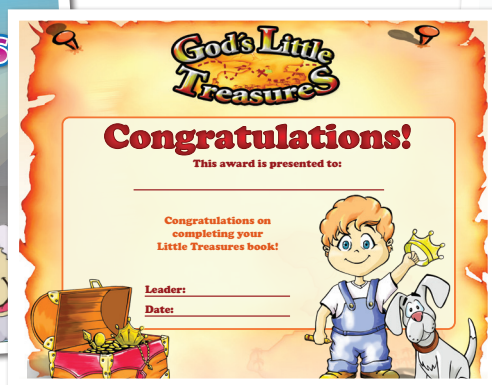 God's Little
Treasures
Congratulations!
This award is presented to:
Congratulations on
completing your
Little Treasures book!
Leader:
Date: